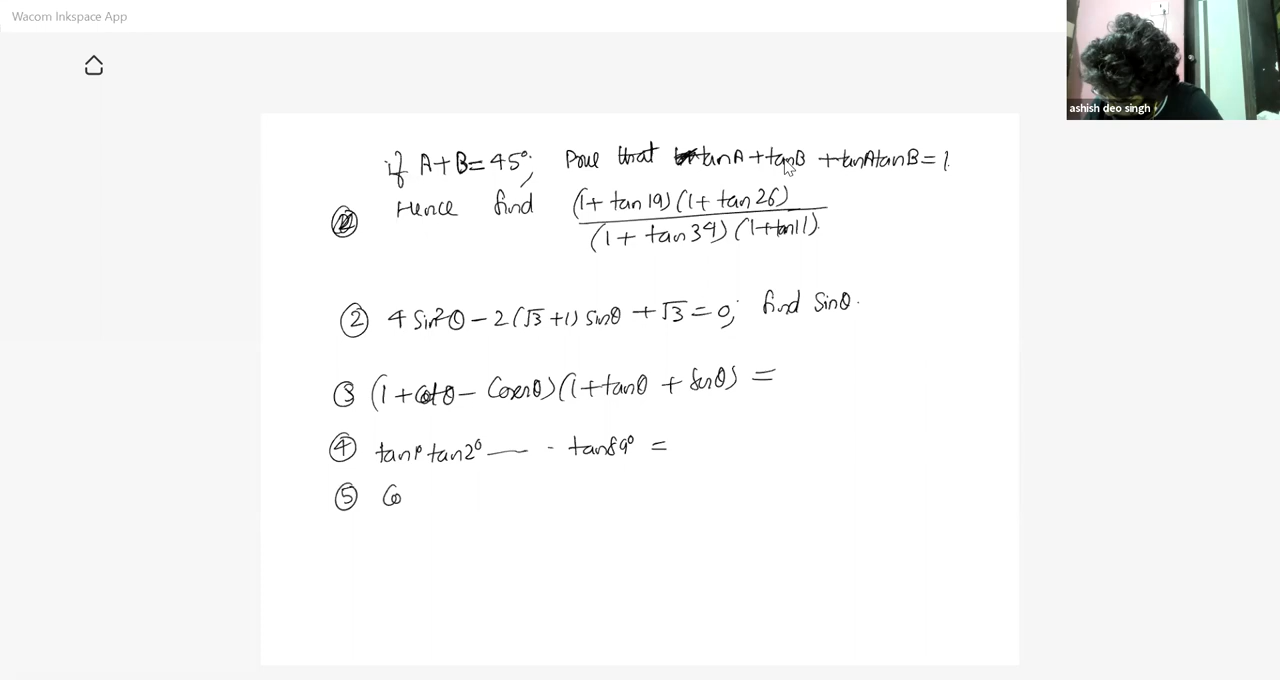 Wacom Inkspace App
ashish deo singh
if A+B=45°; Prove that tanA+tanB+tanAtanB=1.
Hence find (1+tan19)(1+tan26)/(1+tan34)(1+tan11).
② 4 Sin²θ-2(√3+1) Sinθ+√3=0; find Sinθ.
③ (1+Cotθ-Cosecθ)(1+tanθ+Secθ)=
④ tan1° tan2° — - tan89° =
⑤ Co